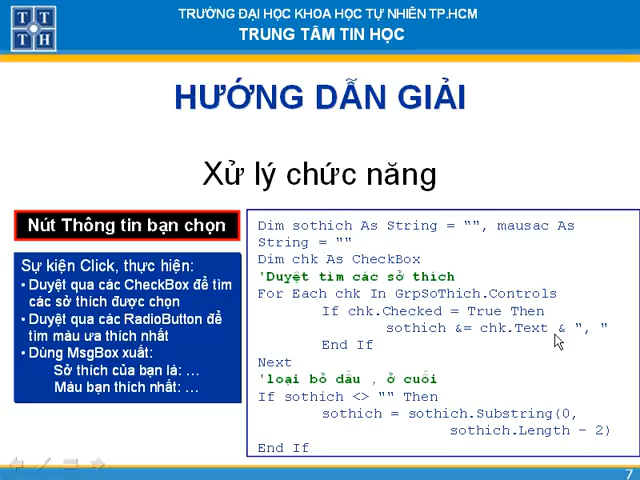 TRƯỜNG ĐẠI HỌC KHOA HỌC TỰ NHIÊN TP.HCM
TRUNG TÂM TIN HỌC
T T
T H
HƯỚNG DẪN GIẢI
Xử lý chức năng
Nút Thông tin bạn chọn
Sự kiện Click, thực hiện:
• Duyệt qua các CheckBox để tìm
các sở thích được chọn
• Duyệt qua các RadioButton để
tìm màu ưa thích nhất
• Dùng MsgBox xuất:
Sở thích của bạn là: …
Màu bạn thích nhất: …
Dim sothich As String = "", mausac As
String = ""
Dim chk As CheckBox
'Duyệt tìm các sở thích
For Each chk In GrpSoThich.Controls
If chk.Checked = True Then
sothich &= chk.Text & ", "
End If
Next
'loại bỏ dấu , ở cuối
If sothich <> "" Then
sothich = sothich.Substring(0,
sothich.Length - 2)
End If
7